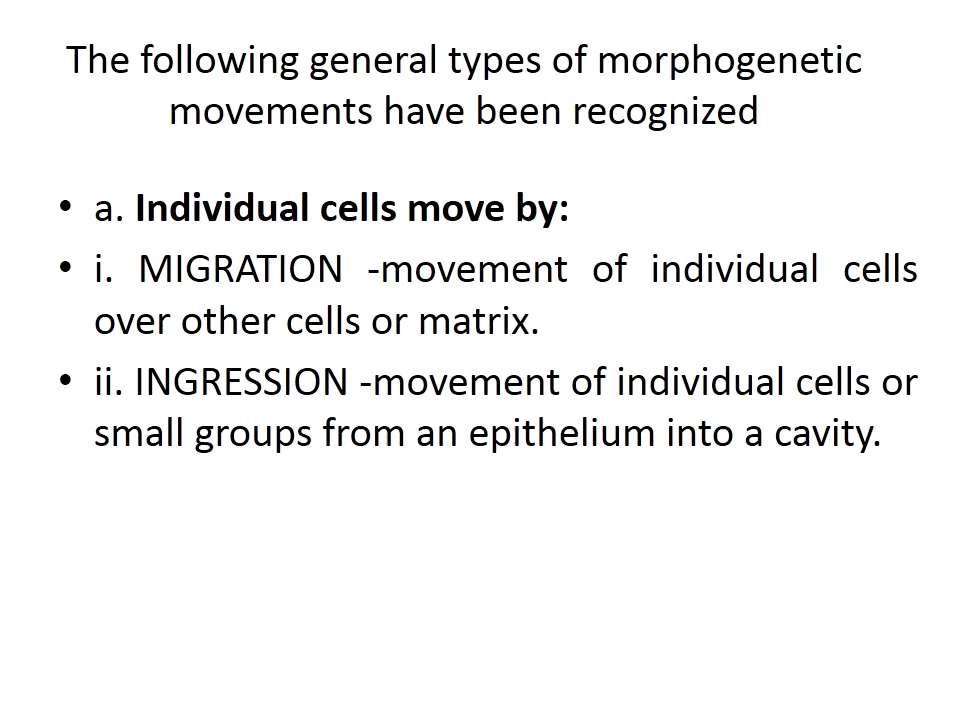 The following general types of morphogenetic
movements have been recognized
• a. Individual cells move by:
• i. MIGRATION -movement of individual cells
over other cells or matrix.
• ii. INGRESSION -movement of individual cells or
small groups from an epithelium into a cavity.